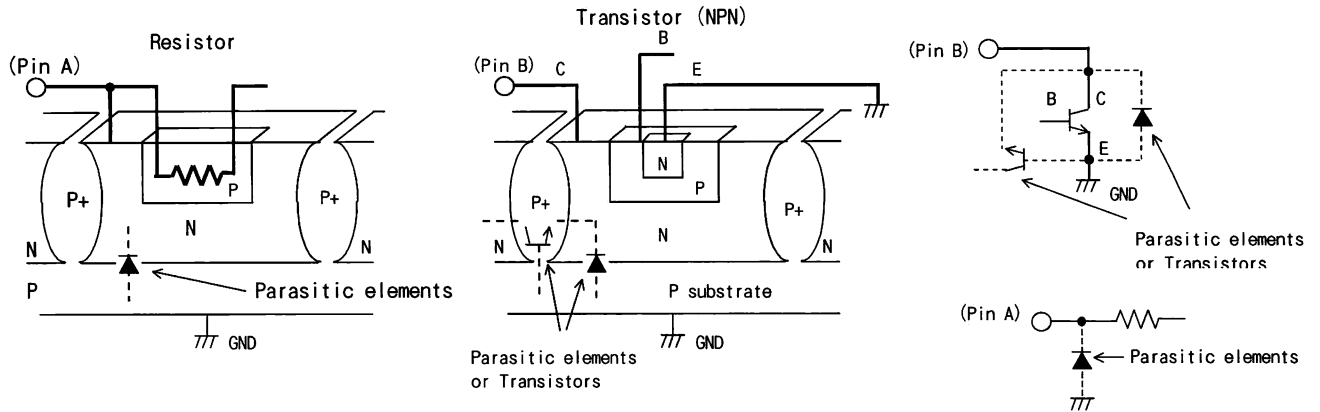 Resistor
(Pin A)
P+
P+
P
N
N
N
P
Parasitic elements
GND
Transistor (NPN)
B
(Pin B)
C
E
N
P
P+
P+
N
N
N
P substrate
GND
Parasitic elements
or Transistors
(Pin B)
B
C
E
GND
Parasitic elements
or Transistors
(Pin A)
Parasitic elements